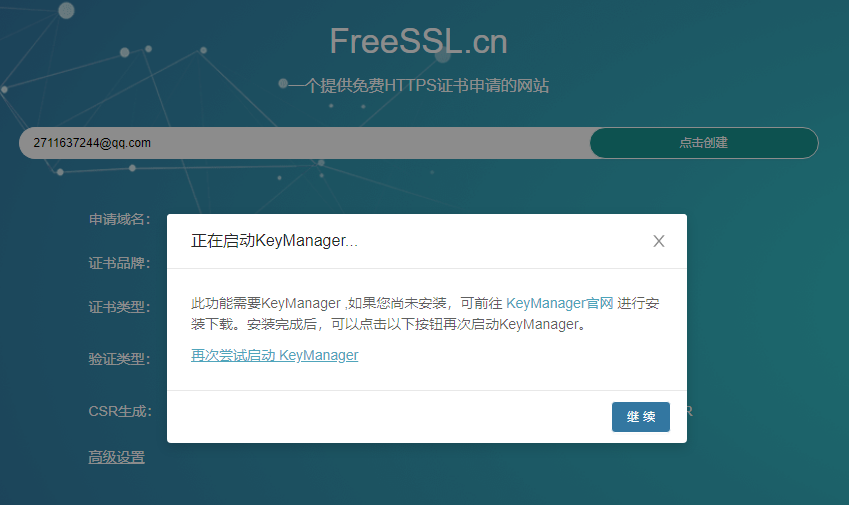 FreeSSL.cn
一个提供免费HTTPS证书申请的网站
2711637244@qq.com
点击创建
申请域名：
证书品牌：
证书类型：
验证类型：
CSR生成：
R
高级设置
正在启动KeyManager...
此功能需要KeyManager ,如果您尚未安装，可前往 KeyManager官网 进行安
装下载。安装完成后，可以点击以下按钮再次启动KeyManager。
再次尝试启动 KeyManager
继 续